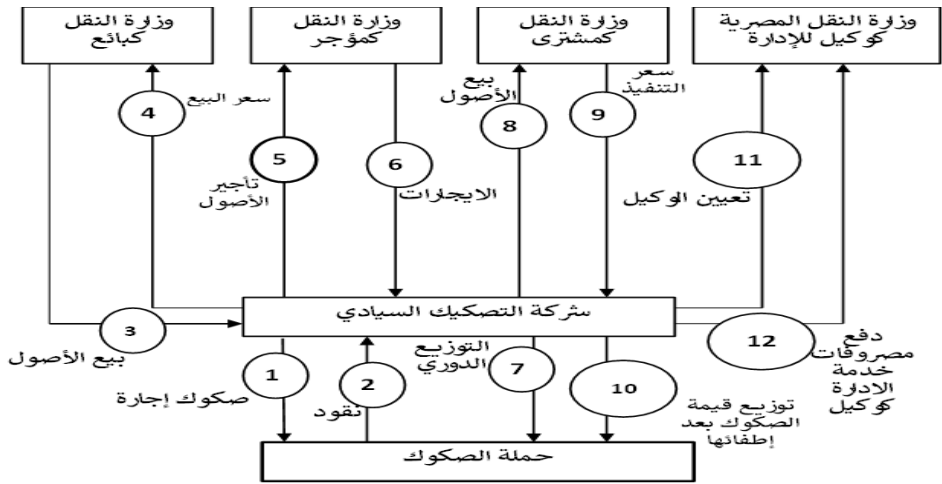 وزارة النقل
كبائع
وزارة النقل
كمؤجر
وزارة النقل
كمشترى
وزارة النقل المصرية
كوكيل للإدارة
4
سعر البيع
5
تأجير
الأصول
6
الايجارات
بيع
الأصول
8
سعر
التنفيذ
9
11
تعيين الوكيل
شركة التصكيك السيادي
3
بيع الأصول
1
صكوك إجارة
2
نقود
التوزيع
الدوري
7
10
توزيع قيمة
الصكوك بعد
إطفائها
12
دفع
مصروفات
خدمة
الادارة
كوكيل
حملة الصكوك